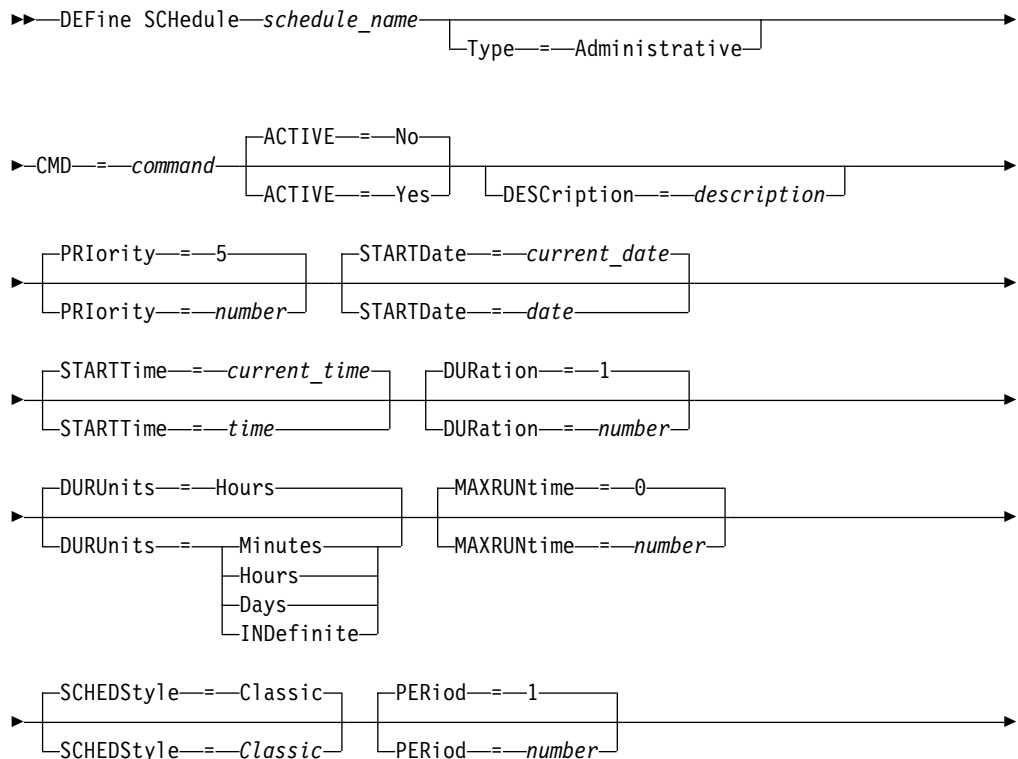 DEFine SCHedule schedule_name
Type = Administrative
CMD = command
ACTIVE = No
ACTIVE = Yes
DESCription = description
PRIority = 5
PRIority = number
STARTDate = current_date
STARTDate = date
STARTTime = current_time
STARTTime = time
DURation = 1
DURation = number
DURUnits = Hours
DURUnits = Minutes
Hours
Days
INDefinite
MAXRUNtime = 0
MAXRUNtime = number
SCHEDStyle = Classic
SCHEDStyle = Classic
PERiod = 1
PERiod = number